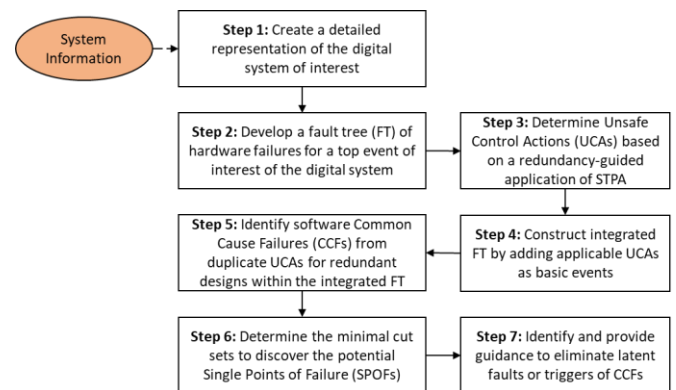 System
Information
Step 1: Create a detailed
representation of the digital
system of interest
Step 2: Develop a fault tree (FT) of
hardware failures for a top event of
interest of the digital system
Step 3: Determine Unsafe
Control Actions (UCAs) based
on a redundancy-guided
application of STPA
Step 4: Construct integrated
FT by adding applicable UCAs
as basic events
Step 5: Identify software Common
Cause Failures (CCFs) from
duplicate UCAs for redundant
designs within the integrated FT
Step 6: Determine the minimal cut
sets to discover the potential
Single Points of Failure (SPOFs)
Step 7: Identify and provide
guidance to eliminate latent
faults or triggers of CCFs